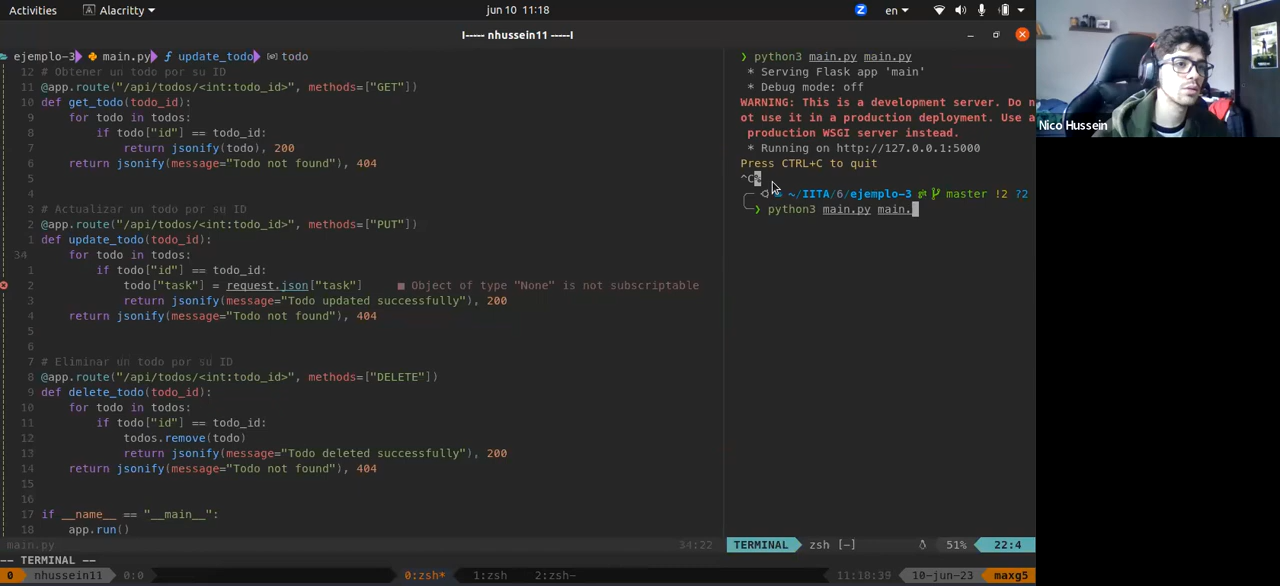 Activities
Alacritty
jun 10 11:18
en
I----- nhussein11 -----I
ejemplo-3 main.py update_todo todo
12 # Obtener un todo por su ID
11 @app.route("/api/todos/<int:todo_id>", methods=["GET"])
10 def get_todo(todo_id):
9 for todo in todos:
8 if todo["id"] == todo_id:
7 return jsonify(todo), 200
6 return jsonify(message="Todo not found"), 404
5
4
3 # Actualizar un todo por su ID
2 @app.route("/api/todos/<int:todo_id>", methods=["PUT"])
1 def update_todo(todo_id):
34 for todo in todos:
1 if todo["id"] == todo_id:
2 todo["task"] = request.json["task"] ■ Object of type "None" is not subscriptable
3 return jsonify(message="Todo updated successfully"), 200
4 return jsonify(message="Todo not found"), 404
5
6
7 # Eliminar un todo por su ID
8 @app.route("/api/todos/<int:todo_id>", methods=["DELETE"])
9 def delete_todo(todo_id):
10 for todo in todos:
11 if todo["id"] == todo_id:
12 todos.remove(todo)
13 return jsonify(message="Todo deleted successfully"), 200
14 return jsonify(message="Todo not found"), 404
15
16
17 if __name__ == "__main__":
18 app.run()
main.py 34:22
❯ python3 main.py main.py
* Serving Flask app 'main'
* Debug mode: off
WARNING: This is a development server. Do n
ot use it in a production deployment. Use a
production WSGI server instead.
* Running on http://127.0.0.1:5000
Press CTRL+C to quit
^C%
~/IITA/6/ejemplo-3 master !2 ?2
❯ python3 main.py main.
TERMINAL zsh [-] 51% 22:4
-- TERMINAL --
0 nhussein11 0:0 0:zsh* 1:zsh 2:zsh- 11:18:39 10-jun-23 maxg5
Nico Hussein